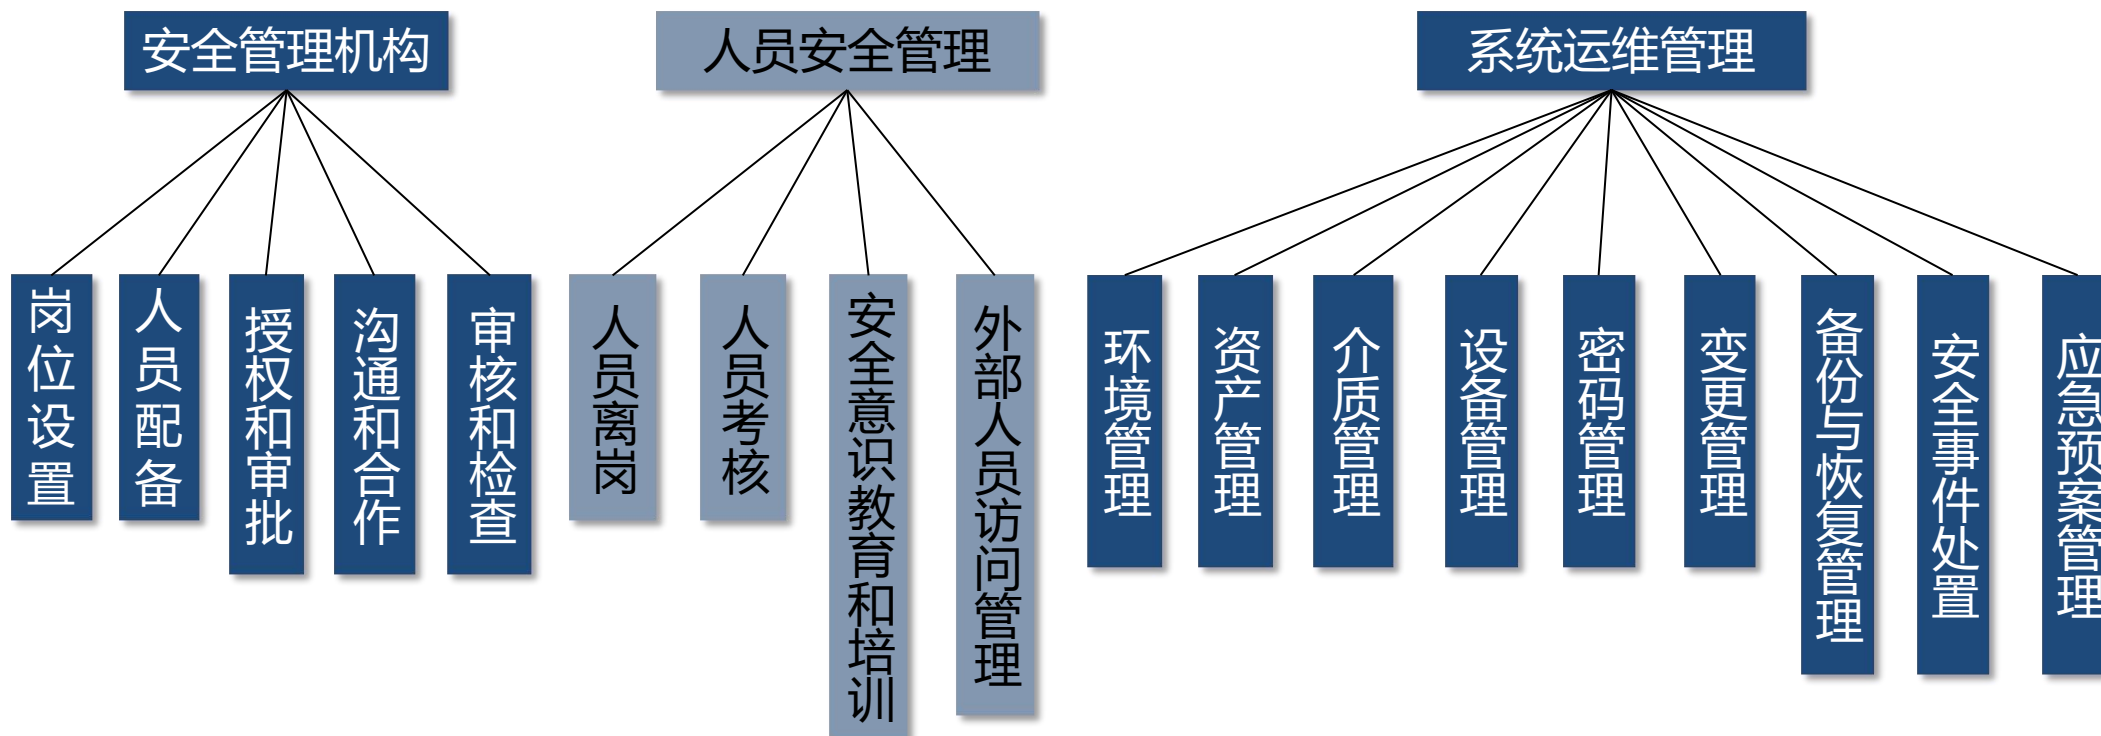 安全管理机构
人员安全管理
系统运维管理
岗位设置
人员配备
授权和审批
沟通和合作
审核和检查
人员离岗
人员考核
安全意识教育和培训
外部人员访问管理
环境管理
资产管理
介质管理
设备管理
密码管理
变更管理
备份与恢复管理
安全事件处置
应急预案管理